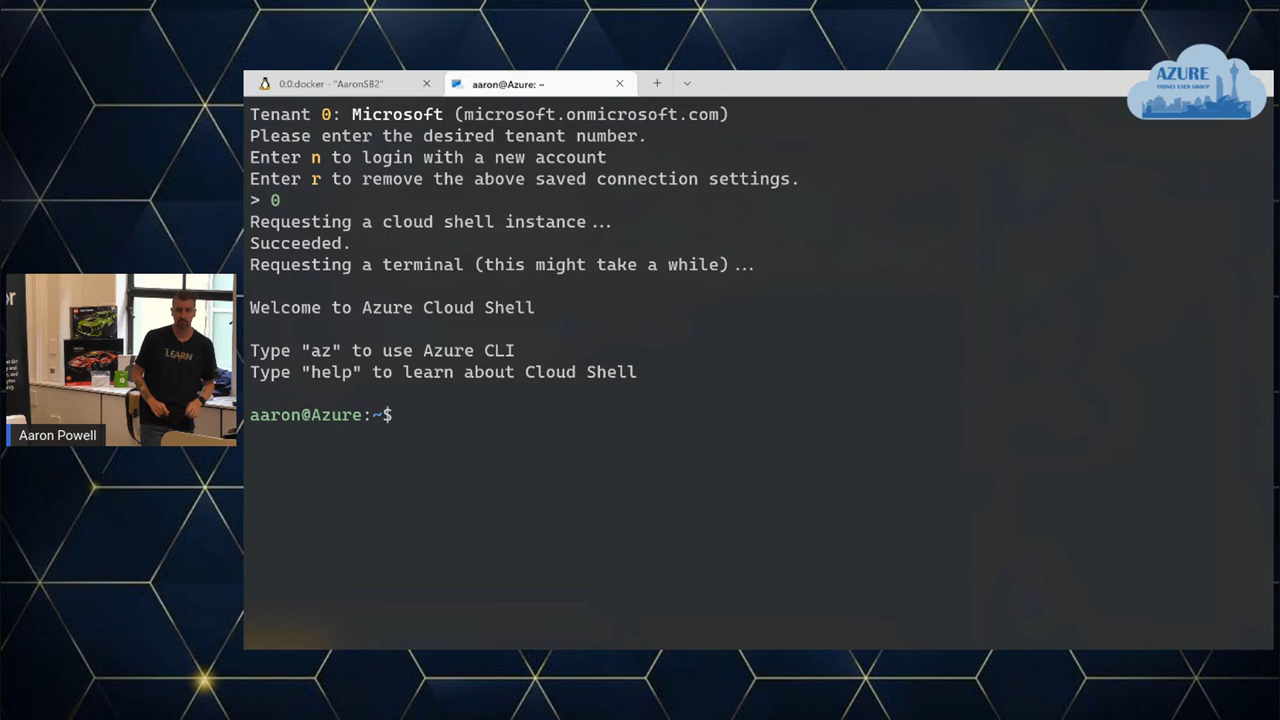 0:0:docker - "AaronSB2"
aaron@Azure: ~
AZURE
SYDNEY USER GROUP
Tenant 0: Microsoft (microsoft.onmicrosoft.com)
Please enter the desired tenant number.
Enter n to login with a new account
Enter r to remove the above saved connection settings.
> 0
Requesting a cloud shell instance...
Succeeded.
Requesting a terminal (this might take a while)...
Welcome to Azure Cloud Shell
Type "az" to use Azure CLI
Type "help" to learn about Cloud Shell
aaron@Azure:~$
LEARN
Aaron Powell